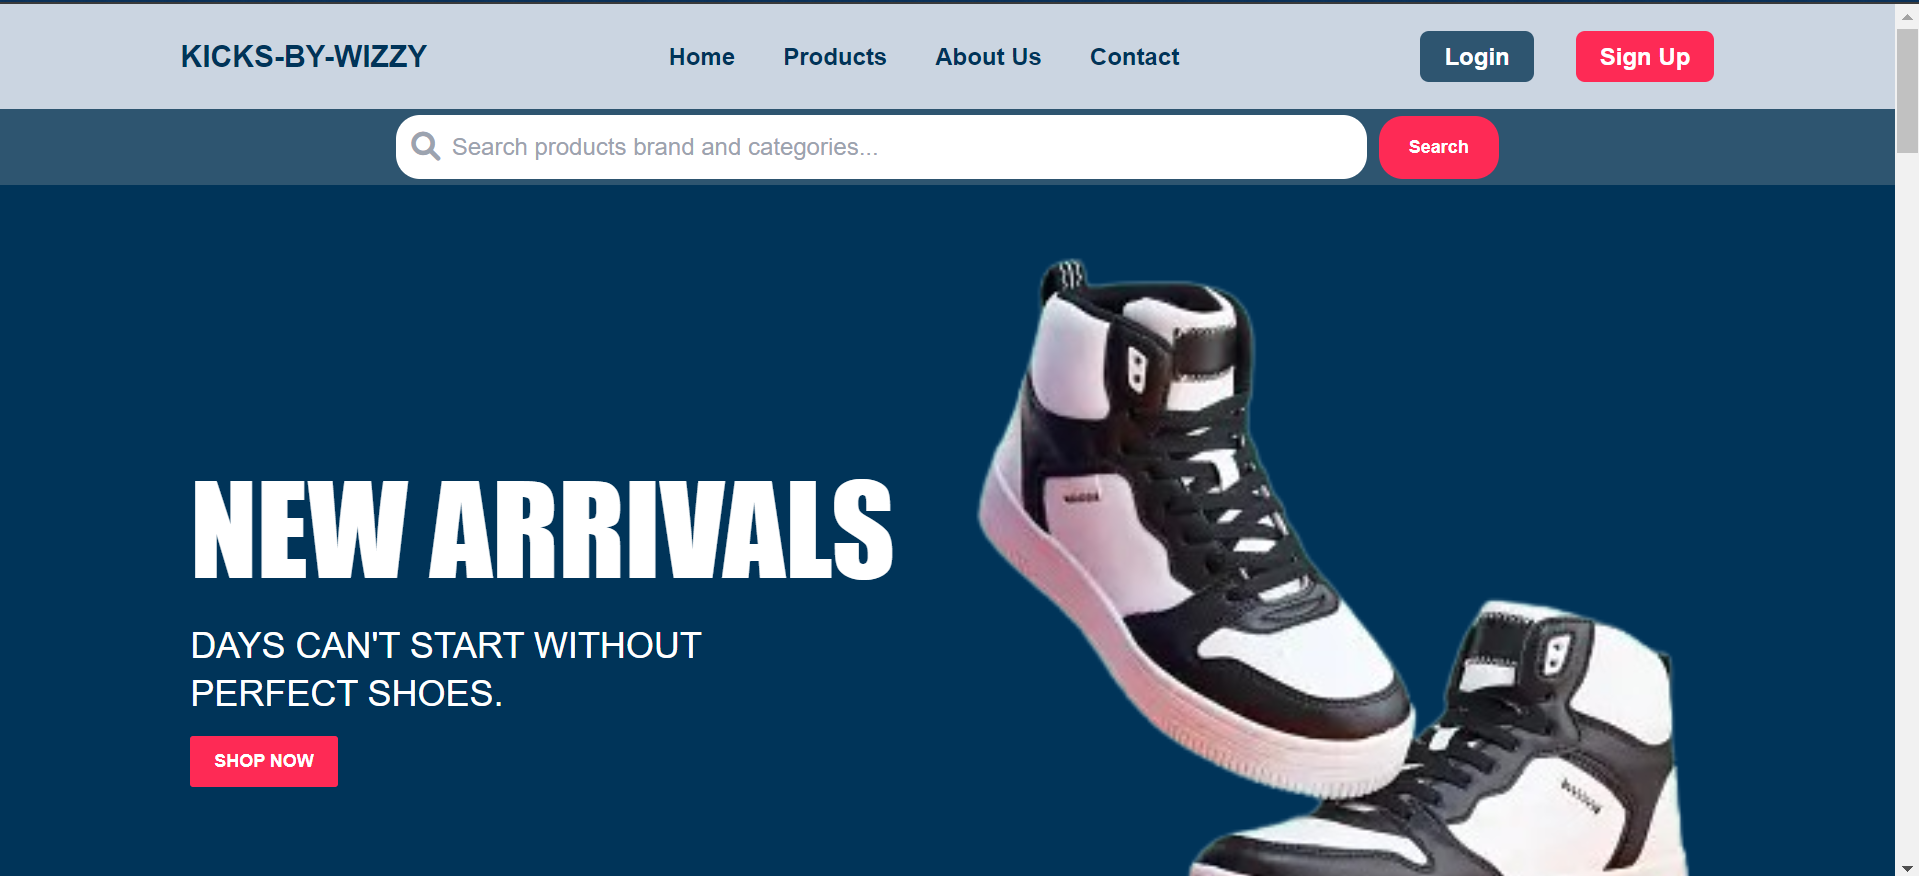 KICKS-BY-WIZZY
Home Products About Us Contact
Login Sign Up
Search products brand and categories...
Search
NEW ARRIVALS
DAYS CAN'T START WITHOUT
PERFECT SHOES.
SHOP NOW